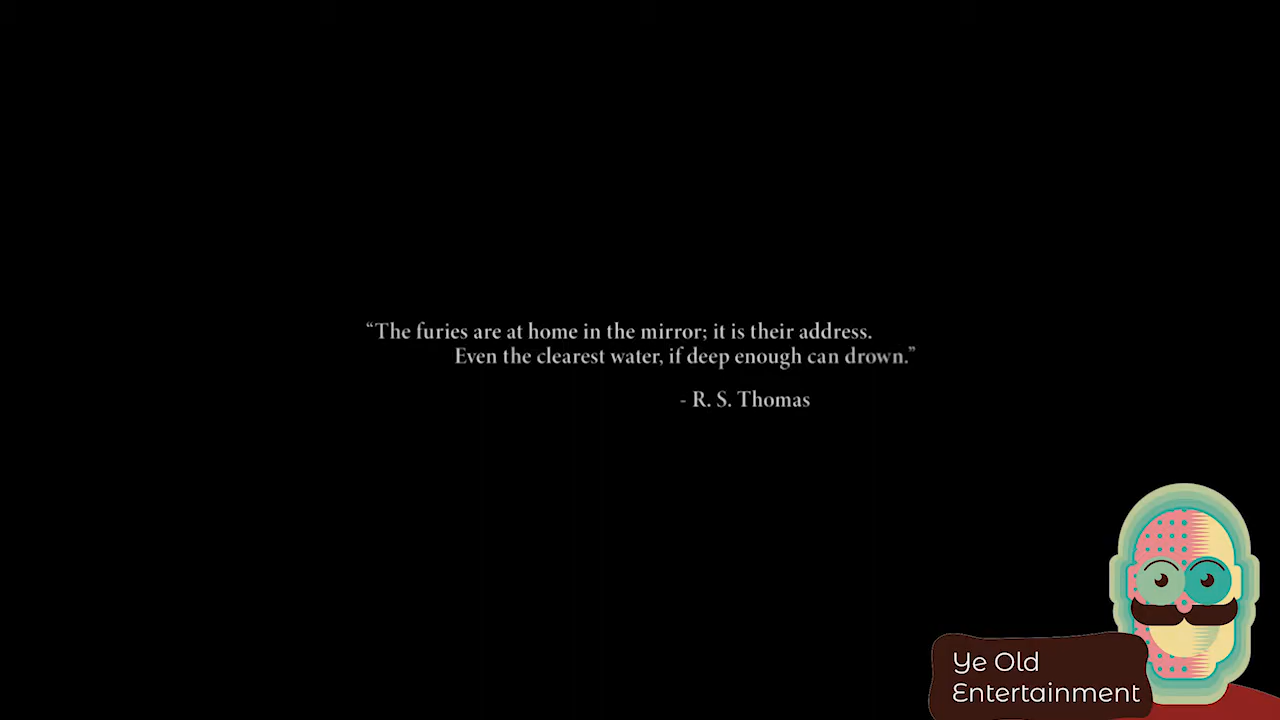 “The furies are at home in the mirror; it is their address.
Even the clearest water, if deep enough can drown.”
- R. S. Thomas
Ye Old
Entertainment